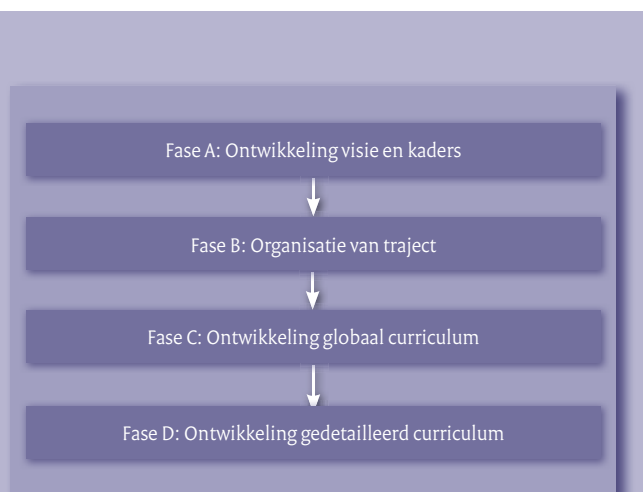 Fase A: Ontwikkeling visie en kaders
Fase B: Organisatie van traject
Fase C: Ontwikkeling globaal curriculum
Fase D: Ontwikkeling gedetailleerd curriculum